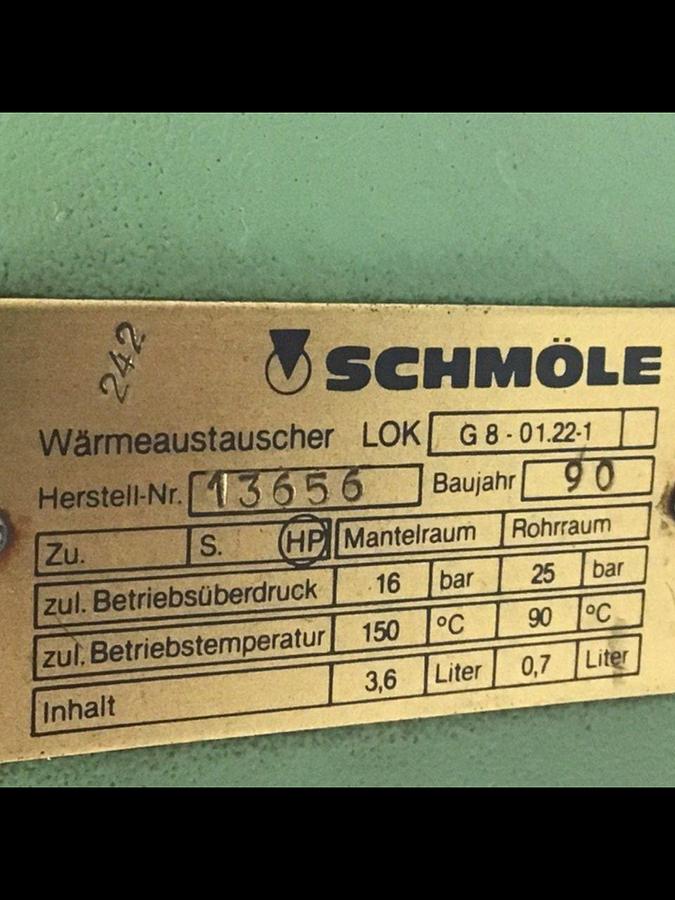 242
SCHMÖLE
Wärmeaustauscher LOK G 8 - 01.22-1
Herstell-Nr. 13656 Baujahr 90
Zu. S. HP Mantelraum Rohrraum
zul. Betriebsüberdruck 16 bar 25 bar
zul. Betriebstemperatur 150 °C 90 °C
Inhalt 3,6 Liter 0,7 Liter